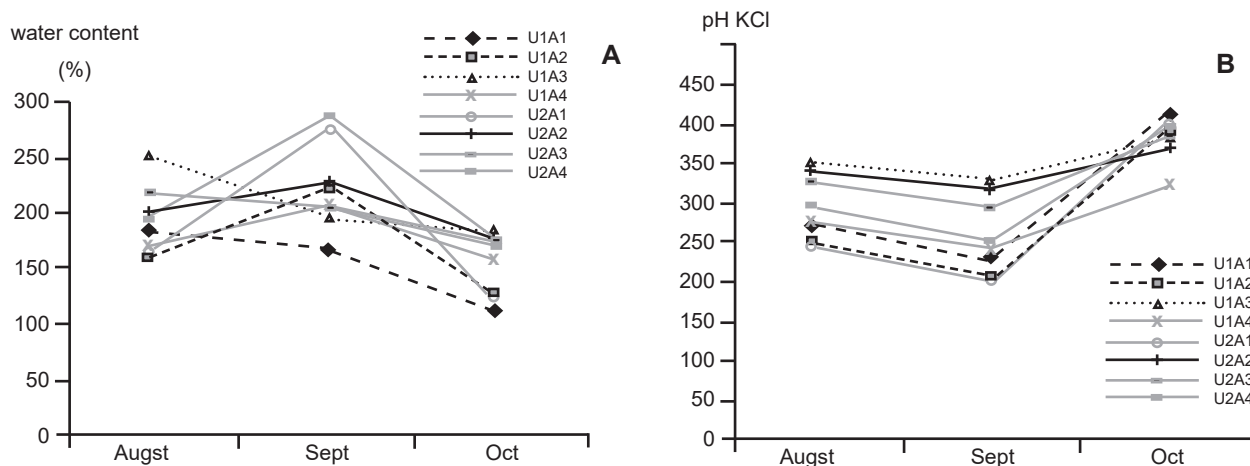 water content
(%)
A
U1A1
U1A2
U1A3
U1A4
U2A1
U2A2
U2A3
U2A4
300
250
200
150
100
50
0
Augst
Sept
Oct
pH KCl
B
450
400
350
300
250
200
150
100
50
0
U1A1
U1A2
U1A3
U1A4
U2A1
U2A2
U2A3
U2A4
Augst
Sept
Oct